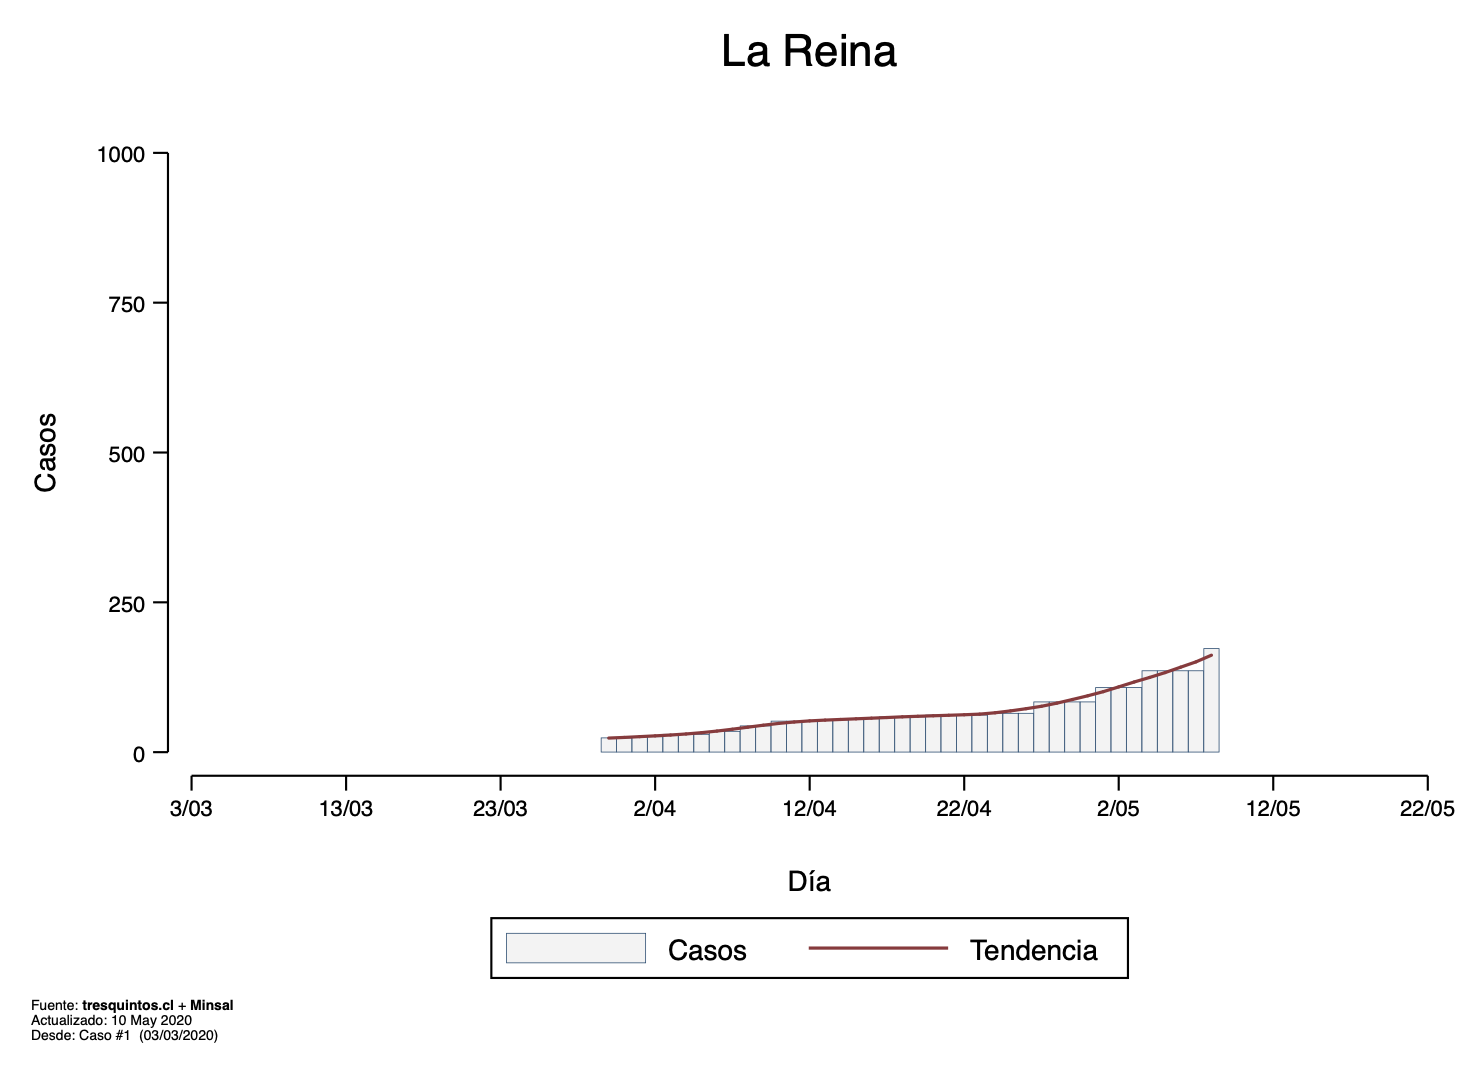 La Reina
1000
750
500
250
0
Casos
3/03 13/03 23/03 2/04 12/04 22/04 2/05 12/05 22/05
Día
Casos Tendencia
Fuente: tresquintos.cl + Minsal
Actualizado: 10 May 2020
Desde: Caso #1 (03/03/2020)